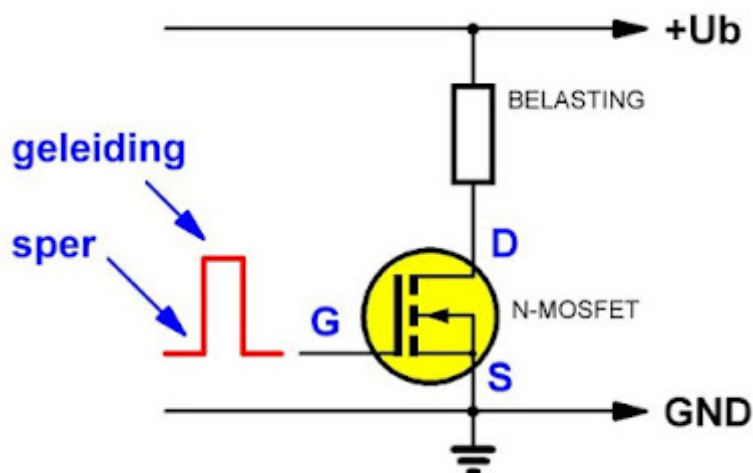 +Ub
BELASTING
geleiding
sper
D
G
N-MOSFET
S
GND